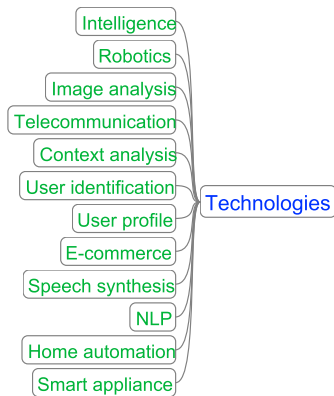 Intelligence
Robotics
Image analysis
Telecommunication
Context analysis
User identification
Technologies
User profile
E-commerce
Speech synthesis
NLP
Home automation
Smart appliance